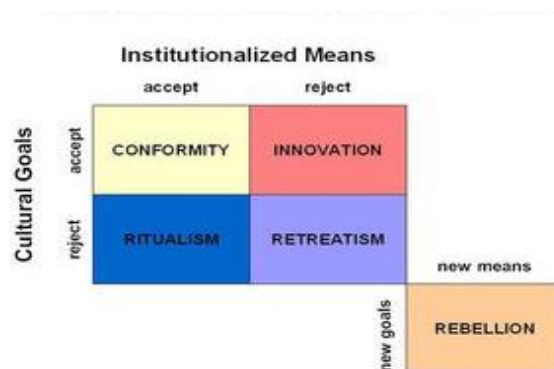 Institutionalized Means
accept reject
Cultural Goals
accept
CONFORMITY INNOVATION
reject
RITUALISM RETREATISM
new means
new goals
REBELLION